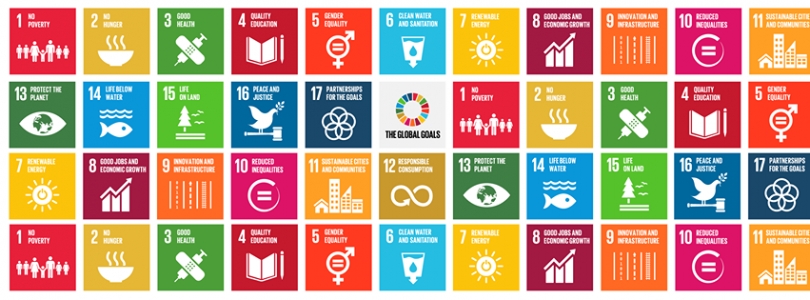 1 NO
POVERTY
2 NO
HUNGER
3 GOOD
HEALTH
4 QUALITY
EDUCATION
5 GENDER
EQUALITY
6 CLEAN WATER
AND SANITATION
7 RENEWABLE
ENERGY
8 GOOD JOBS AND
ECONOMIC GROWTH
9 INNOVATION AND
INFRASTRUCTURE
10 REDUCED
INEQUALITIES
11 SUSTAINABLE CITIES
AND COMMUNITIES
13 PROTECT THE
PLANET
14 LIFE BELOW
WATER
15 LIFE
ON LAND
16 PEACE AND
JUSTICE
17 PARTNERSHIPS
FOR THE GOALS
THE GLOBAL GOALS
1 NO
POVERTY
2 NO
HUNGER
3 GOOD
HEALTH
4 QUALITY
EDUCATION
5 GENDER
EQUALITY
7 RENEWABLE
ENERGY
8 GOOD JOBS AND
ECONOMIC GROWTH
9 INNOVATION AND
INFRASTRUCTURE
10 REDUCED
INEQUALITIES
11 SUSTAINABLE CITIES
AND COMMUNITIES
12 RESPONSIBLE
CONSUMPTION
13 PROTECT THE
PLANET
14 LIFE BELOW
WATER
15 LIFE
ON LAND
16 PEACE AND
JUSTICE
17 PARTNERSHIPS
FOR THE GOALS
1 NO
POVERTY
2 NO
HUNGER
3 GOOD
HEALTH
4 QUALITY
EDUCATION
5 GENDER
EQUALITY
6 CLEAN WATER
AND SANITATION
7 RENEWABLE
ENERGY
8 GOOD JOBS AND
ECONOMIC GROWTH
9 INNOVATION AND
INFRASTRUCTURE
10 REDUCED
INEQUALITIES
11 SUSTAINABLE CITIES
AND COMMUNITIES